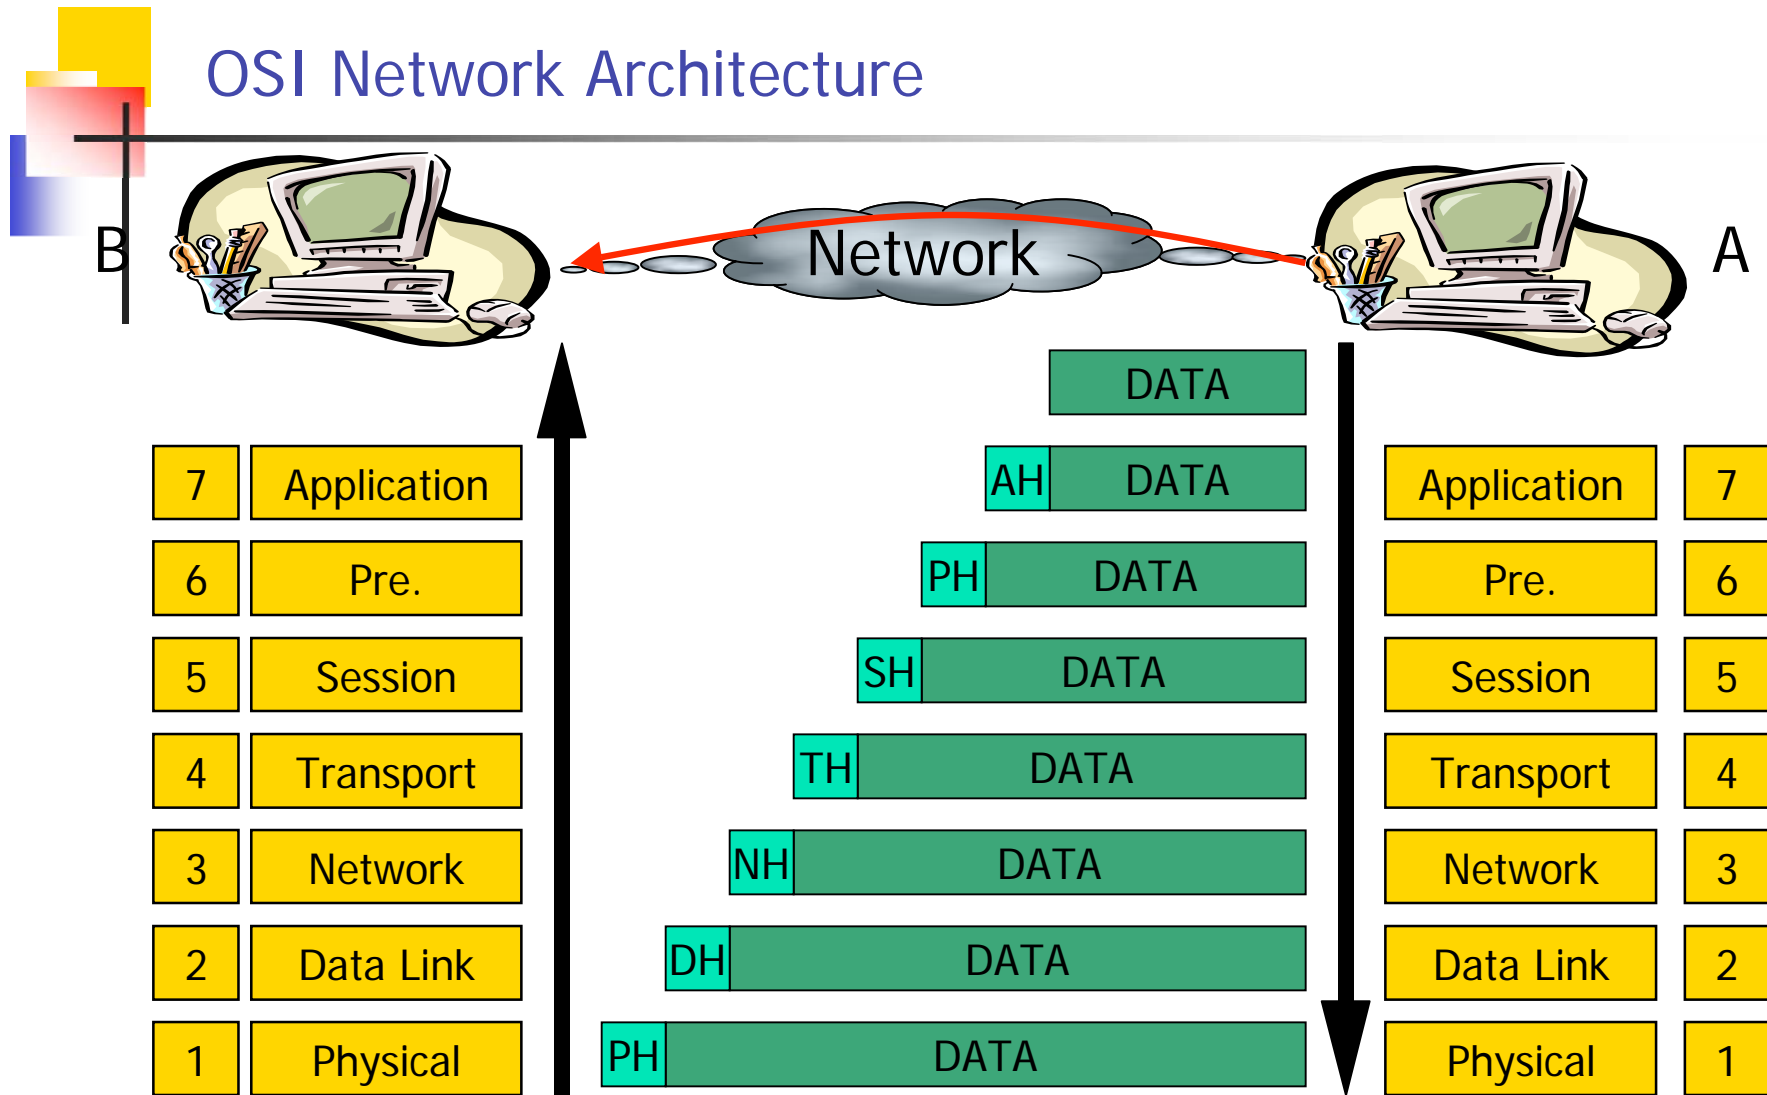 OSI Network Architecture
B Network A
DATA
7 Application AH DATA Application 7
6 Pre. PH DATA Pre. 6
5 Session SH DATA Session 5
4 Transport TH DATA Transport 4
3 Network NH DATA Network 3
2 Data Link DH DATA Data Link 2
1 Physical PH DATA Physical 1